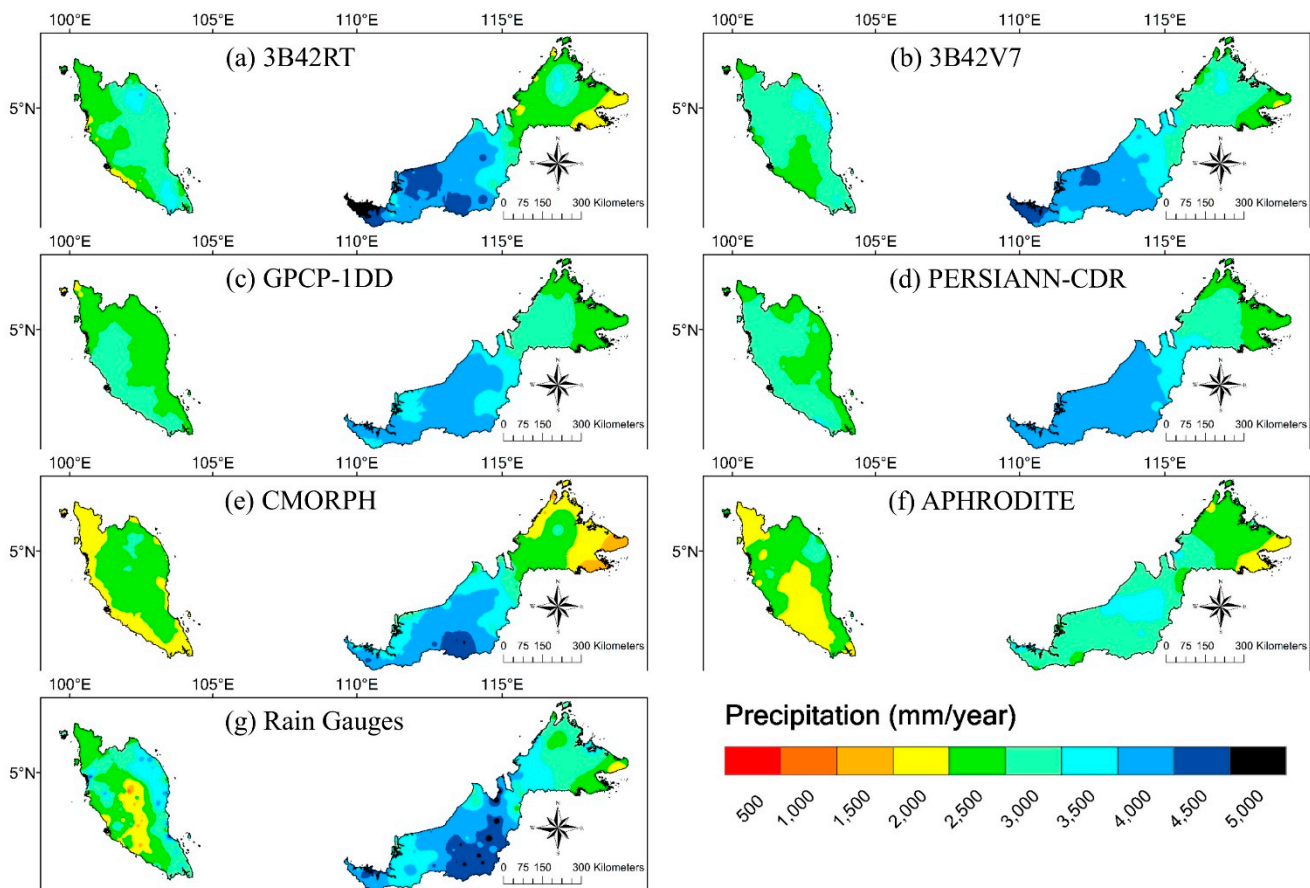 100°E 105°E 110°E 115°E 100°E 105°E 110°E 115°E
(a) 3B42RT (b) 3B42V7
5°N 5°N
0 75 150 300 Kilometers 0 75 150 300 Kilometers
100°E 105°E 110°E 115°E 100°E 105°E 110°E 115°E
(c) GPCP-1DD (d) PERSIANN-CDR
5°N 5°N
0 75 150 300 Kilometers 0 75 150 300 Kilometers
100°E 105°E 110°E 115°E 100°E 105°E 110°E 115°E
(e) CMORPH (f) APHRODITE
5°N 5°N
0 75 150 300 Kilometers 0 75 150 300 Kilometers
100°E 105°E 110°E 115°E
(g) Rain Gauges
5°N
0 75 150 300 Kilometers
Precipitation (mm/year)
500 1,000 1,500 2,000 2,500 3,000 3,500 4,000 4,500 5,000